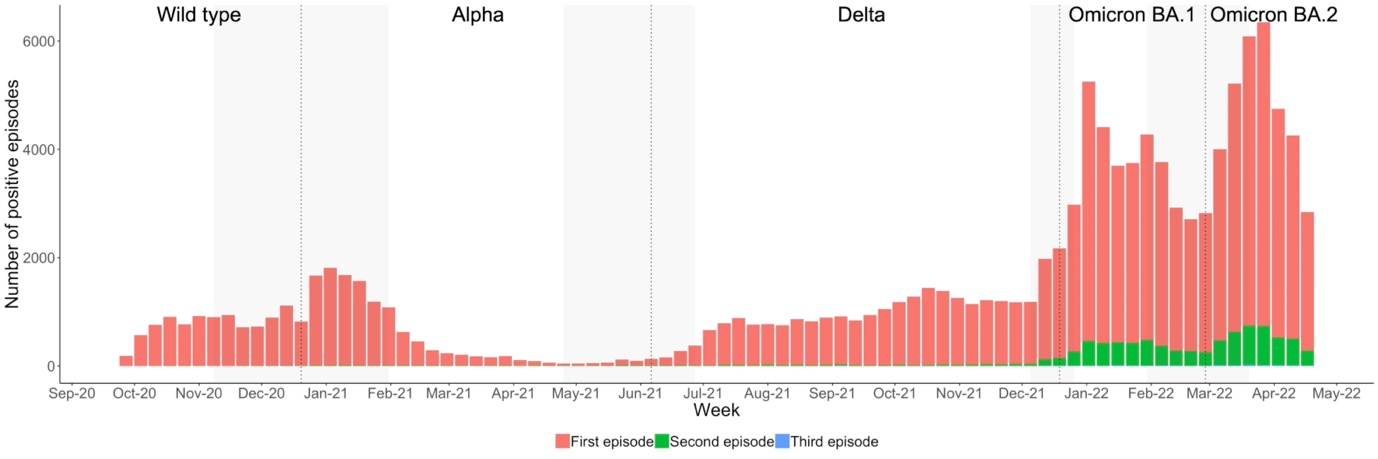 Wild type Alpha Delta Omicron BA.1 Omicron BA.2
Number of positive episodes
6000
4000
2000
0
Sep-20 Oct-20 Nov-20 Dec-20 Jan-21 Feb-21 Mar-21 Apr-21 May-21 Jun-21 Jul-21 Aug-21 Sep-21 Oct-21 Nov-21 Dec-21 Jan-22 Feb-22 Mar-22 Apr-22 May-22
Week
First episode Second episode Third episode